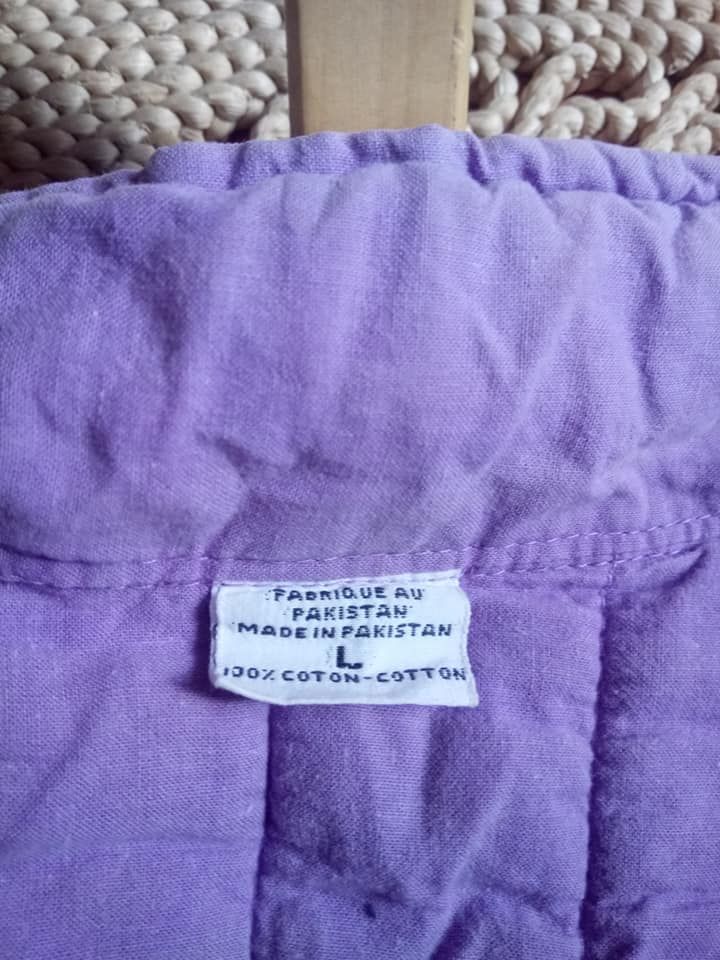 FABRIQUE AU
PAKISTAN
MADE IN PAKISTAN
L
100% COTON-COTTON